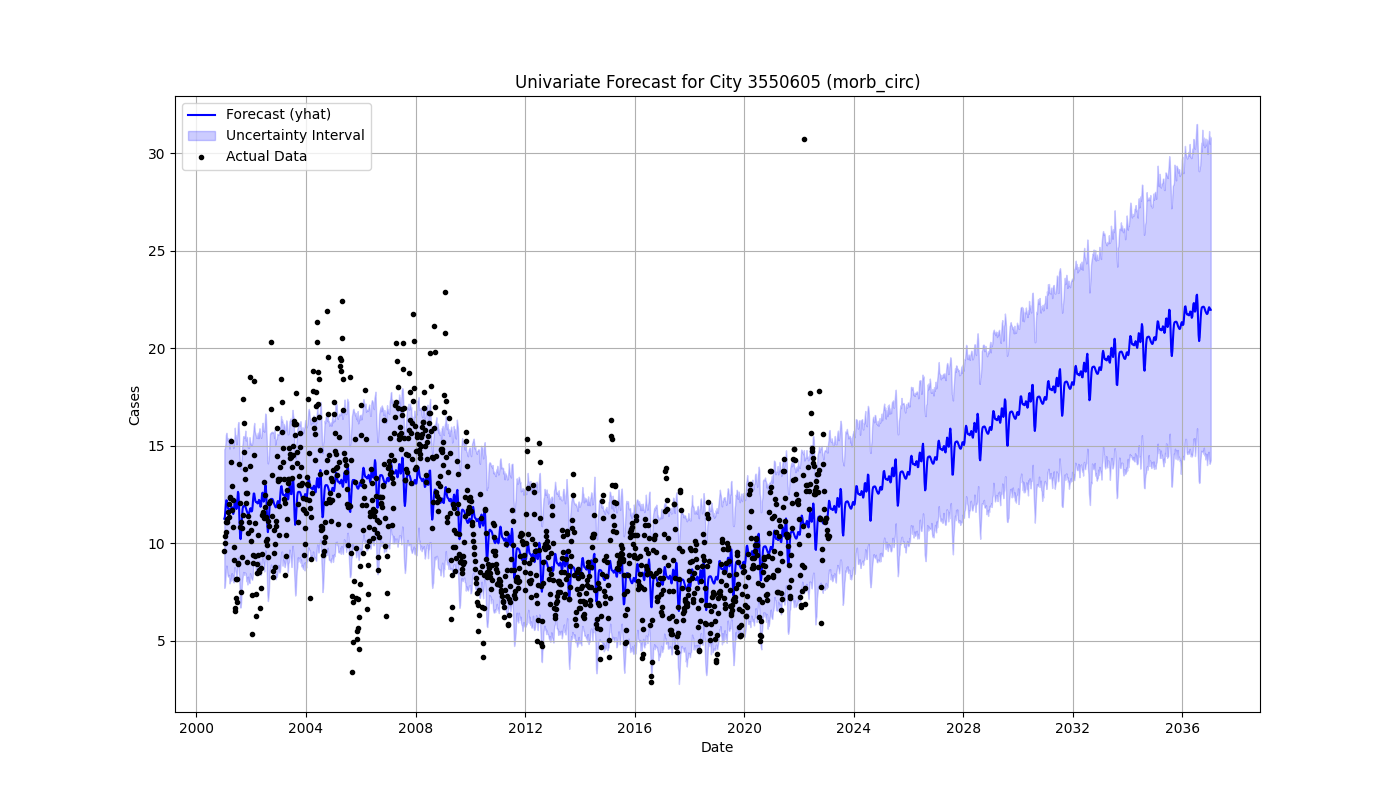 Univariate Forecast for City 3550605 (morb_circ)
Forecast (yhat)
Uncertainty Interval
Actual Data
Cases
30
25
20
15
10
5
2000 2004 2008 2012 2016 2020 2024 2028 2032 2036
Date